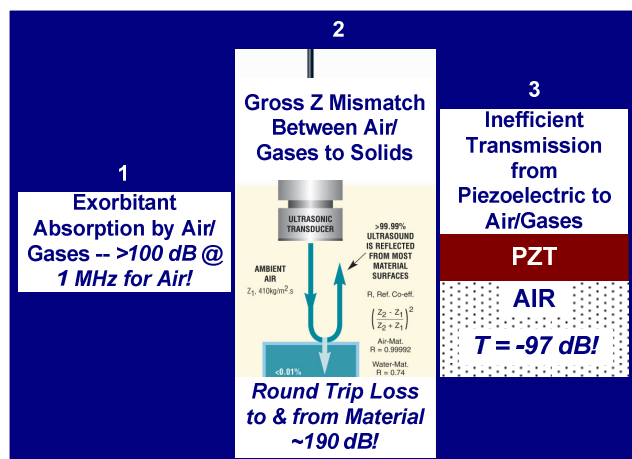 1
Exorbitant
Absorption by Air/
Gases -- >100 dB @
1 MHz for Air!
2
Gross Z Mismatch
Between Air/
Gases to Solids
ULTRASONIC
TRANSDUCER
>99.99%
ULTRASOUND
IS REFLECTED
FROM MOST
MATERIAL
SURFACES
AMBIENT
AIR
Z₁. 410kg/m².s
R, Ref. Co-eff.
(Z₂ - Z₁ / Z₂ + Z₁)²
Air-Mat.
R = 0.99992
Water-Mat.
R = 0.74
<0.01%
Round Trip Loss
to & from Material
~190 dB!
3
Inefficient
Transmission
from
Piezoelectric to
Air/Gases
PZT
AIR
T = -97 dB!